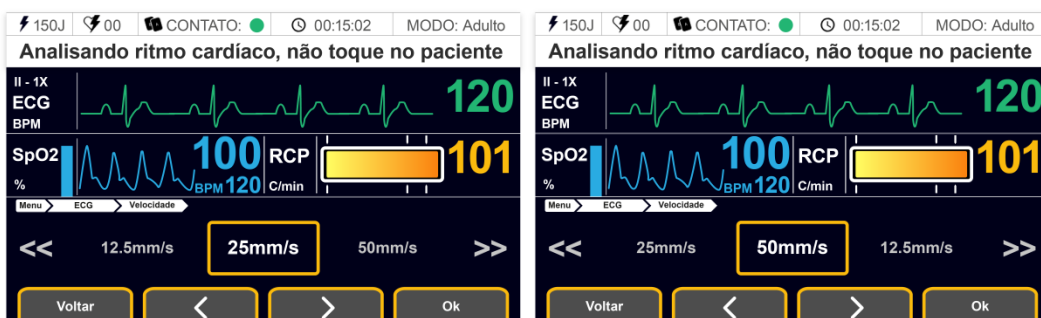 150J 00 CONTATO: 00:15:02 MODO: Adulto
Analisando ritmo cardíaco, não toque no paciente
II - 1X
ECG
BPM
120
SpO2
%
100
BPM 120
RCP
C/min
101
Menu ECG Velocidade
<< 12.5mm/s 25mm/s 50mm/s >>
Voltar < > Ok
150J 00 CONTATO: 00:15:02 MODO: Adulto
Analisando ritmo cardíaco, não toque no paciente
II - 1X
ECG
BPM
120
SpO2
%
100
BPM 120
RCP
C/min
101
Menu ECG Velocidade
<< 25mm/s 50mm/s 12.5mm/s >>
Voltar < > Ok